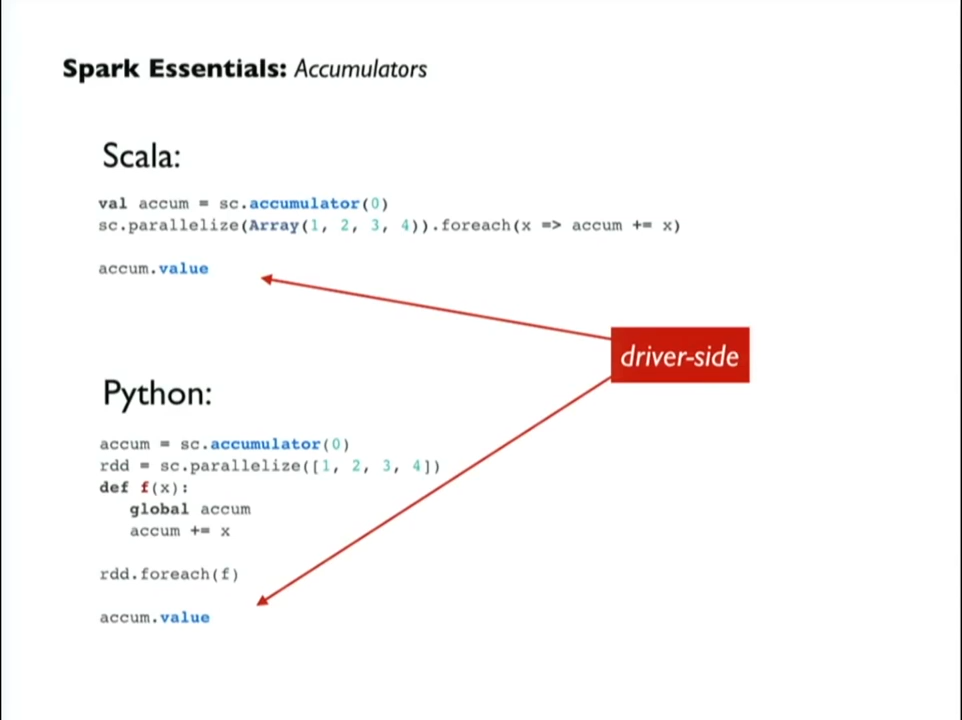 Spark Essentials: Accumulators
Scala:
val accum = sc.accumulator(0)
sc.parallelize(Array(1, 2, 3, 4)).foreach(x => accum += x)
accum.value
driver-side
Python:
accum = sc.accumulator(0)
rdd = sc.parallelize([1, 2, 3, 4])
def f(x):
global accum
accum += x
rdd.foreach(f)
accum.value